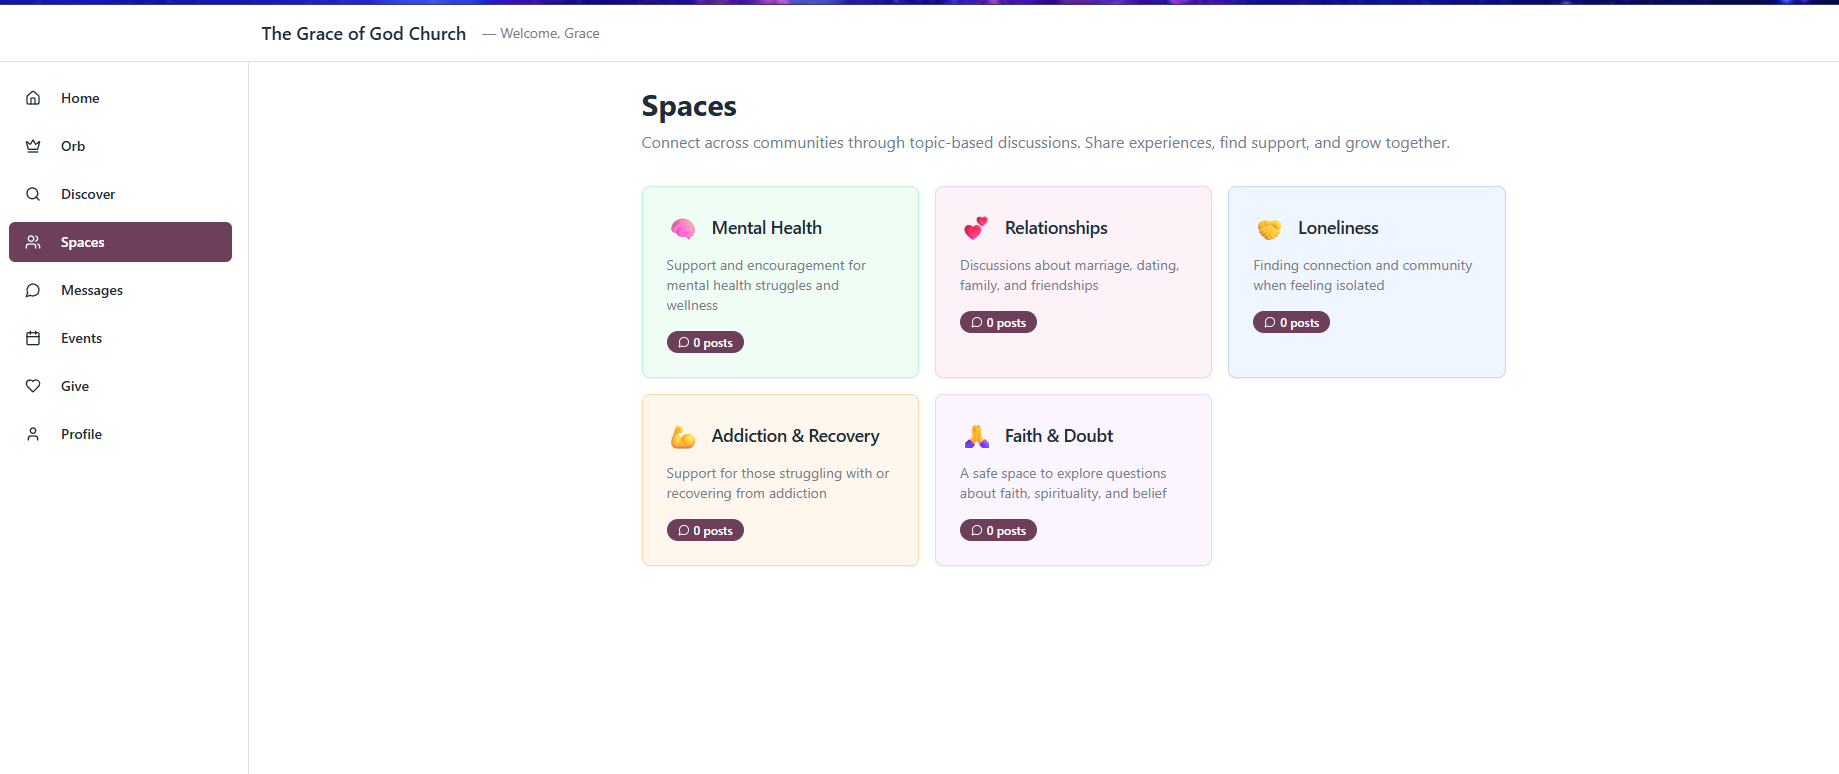 The Grace of God Church — Welcome, Grace
Home
Orb
Discover
Spaces
Messages
Events
Give
Profile
Spaces
Connect across communities through topic-based discussions. Share experiences, find support, and grow together.
Mental Health
Support and encouragement for
mental health struggles and
wellness
0 posts
Relationships
Discussions about marriage, dating,
family, and friendships
0 posts
Loneliness
Finding connection and community
when feeling isolated
0 posts
Addiction & Recovery
Support for those struggling with or
recovering from addiction
0 posts
Faith & Doubt
A safe space to explore questions
about faith, spirituality, and belief
0 posts